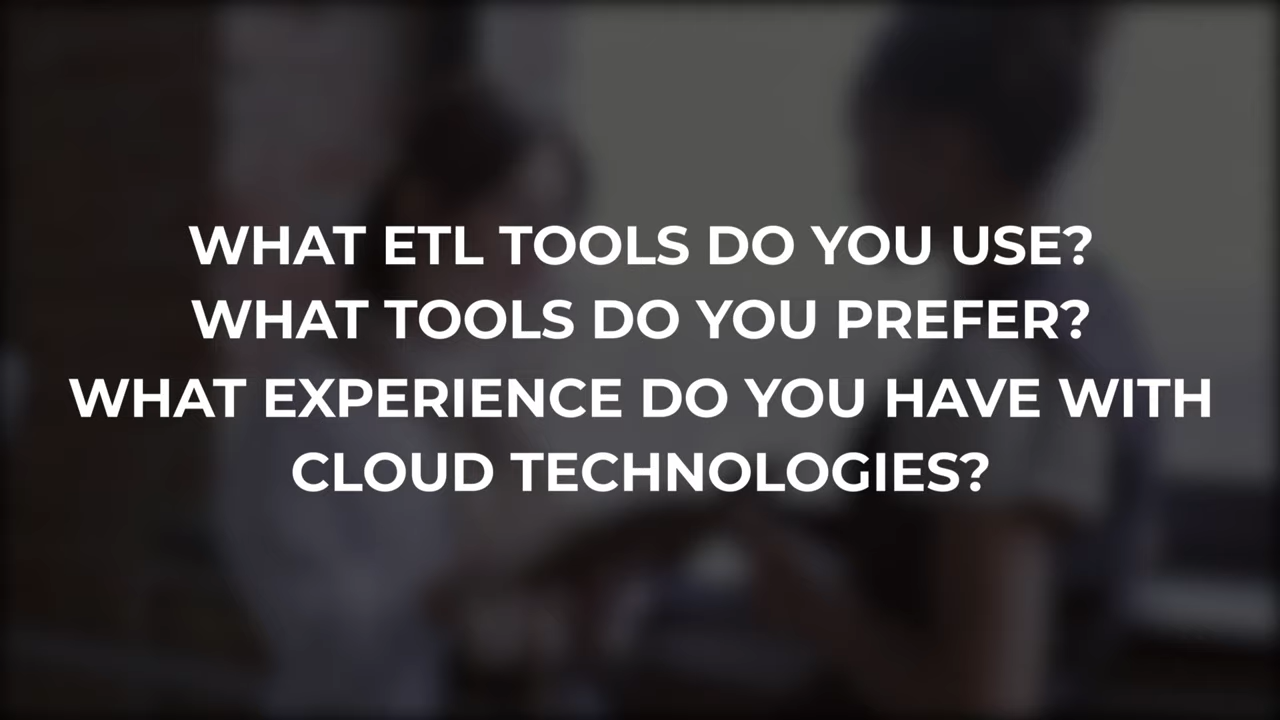 WHAT ETL TOOLS DO YOU USE?
WHAT TOOLS DO YOU PREFER?
WHAT EXPERIENCE DO YOU HAVE WITH
CLOUD TECHNOLOGIES?